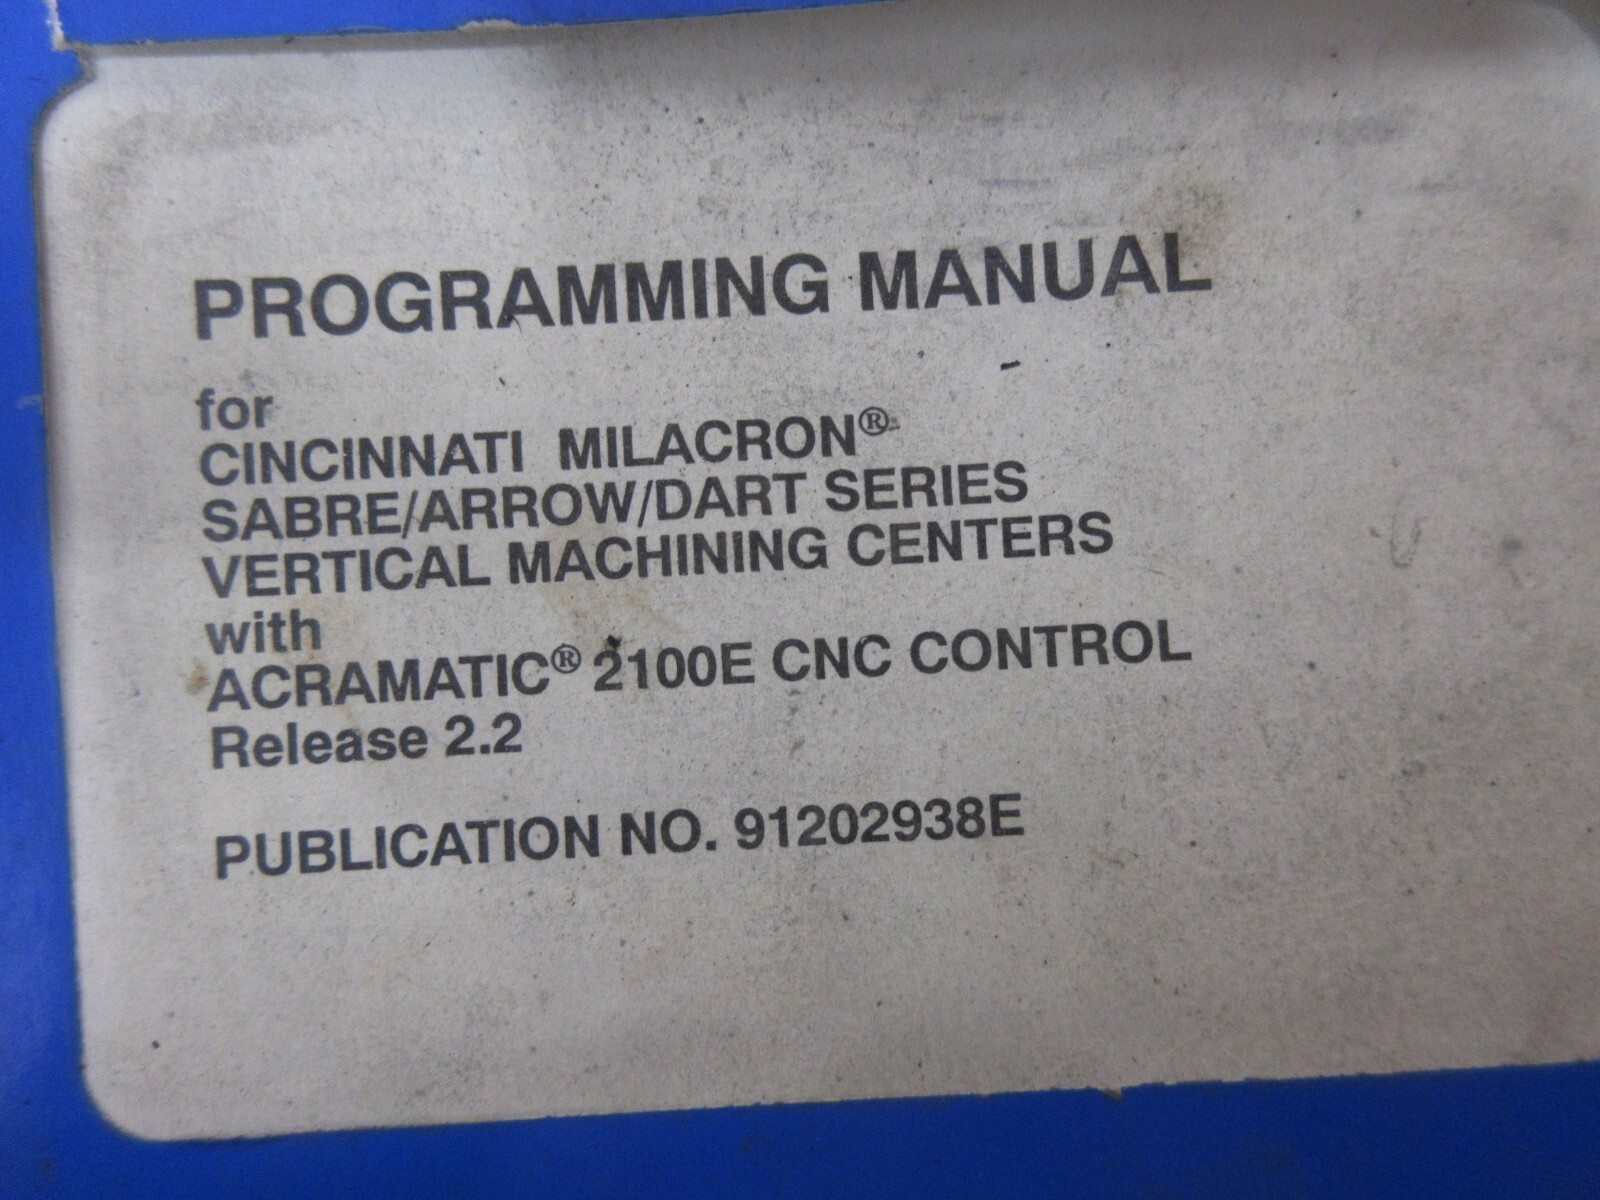 PROGRAMMING MANUAL
for
CINCINNATI MILACRON®
SABRE/ARROW/DART SERIES
VERTICAL MACHINING CENTERS
with
ACRAMATIC® 2100E CNC CONTROL
Release 2.2
PUBLICATION NO. 91202938E